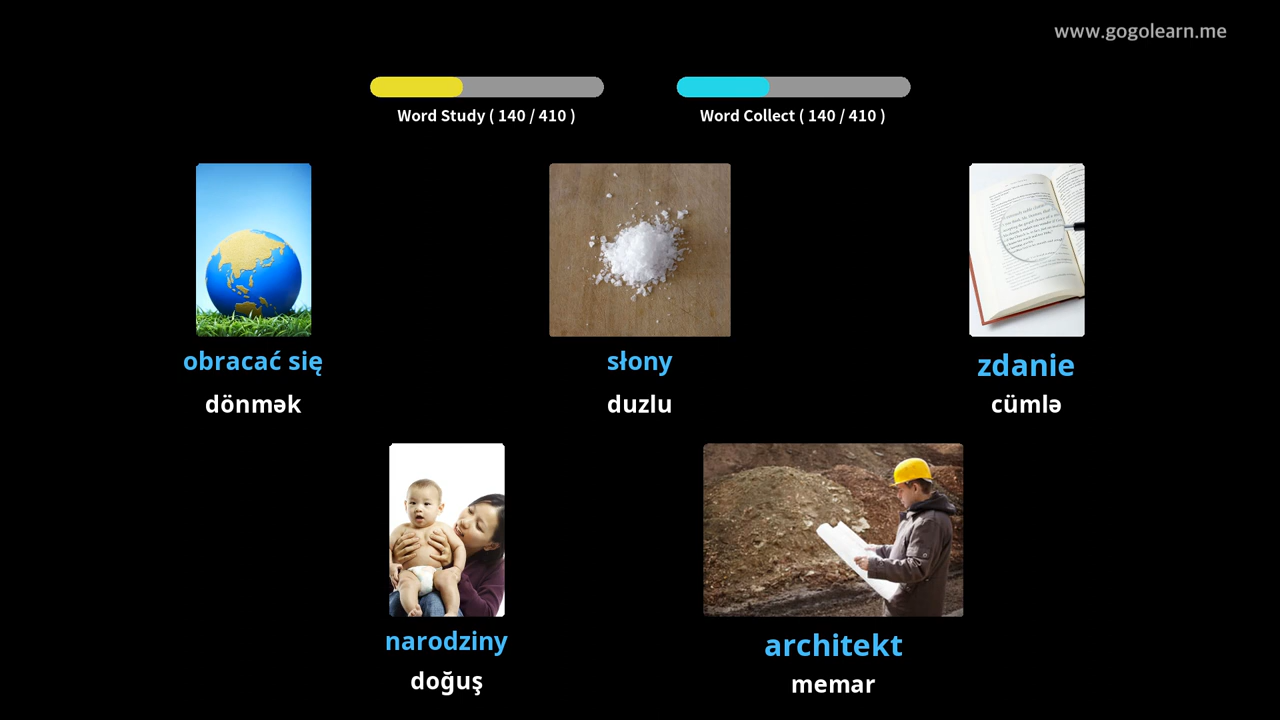 www.gogolearn.me
Word Study ( 140 / 410 )
Word Collect ( 140 / 410 )
obracać się
słony
zdanie
dönmək
duzlu
cümlə
narodziny
architekt
doğuş
memar